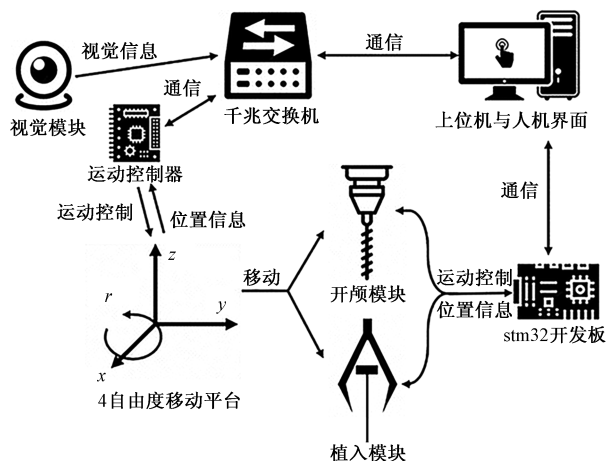 视觉信息
通信
视觉模块
通信
千兆交换机
上位机与人机界面
运动控制器
运动控制
位置信息
通信
z
移动
开颅模块
运动控制
位置信息
r
y
x
stm32开发板
4自由度移动平台
植入模块